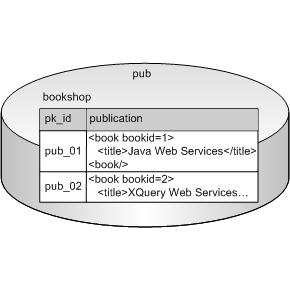 pub
bookshop
pk_id publication
pub_01 <book bookid=1>
<title>Java Web Services</title>
<book/>
pub_02 <book bookid=2>
<title>XQuery Web Services…